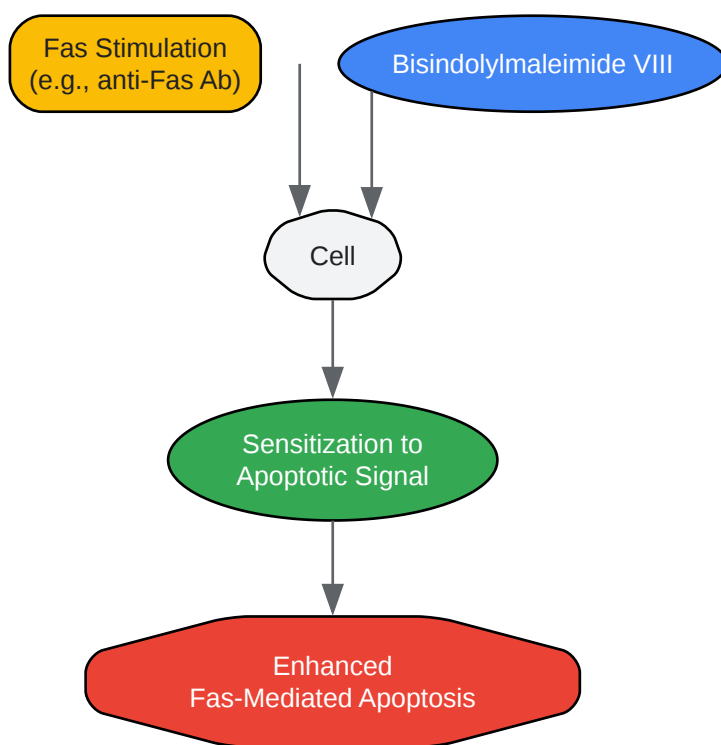 Fas Stimulation
(e.g., anti-Fas Ab)
Bisindolylmaleimide VIII
Cell
Sensitization to
Apoptotic Signal
Enhanced
Fas-Mediated Apoptosis